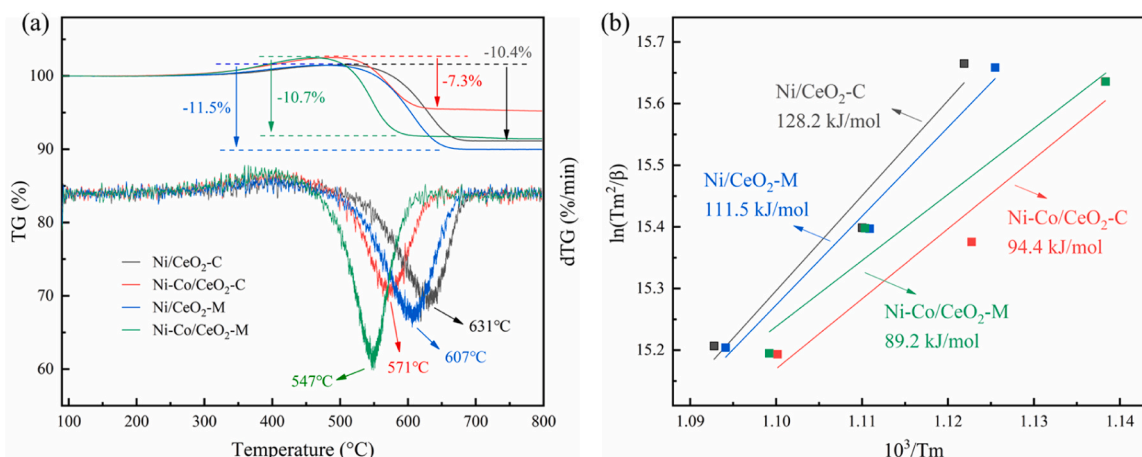 (a)
100
90
80
70
60
TG (%)
100 200 300 400 500 600 700 800
Temperature (°C)
dTG (%/min)
-10.4%
-7.3%
-11.5%
-10.7%
Ni/CeO₂-C
Ni-Co/CeO₂-C
Ni/CeO₂-M
Ni-Co/CeO₂-M
631℃
607℃
571℃
547℃
(b)
15.7
15.6
15.5
15.4
15.3
15.2
ln(Tm²/β)
1.09 1.10 1.11 1.12 1.13 1.14
10³/Tm
Ni/CeO₂-C
128.2 kJ/mol
Ni/CeO₂-M
111.5 kJ/mol
Ni-Co/CeO₂-C
94.4 kJ/mol
Ni-Co/CeO₂-M
89.2 kJ/mol